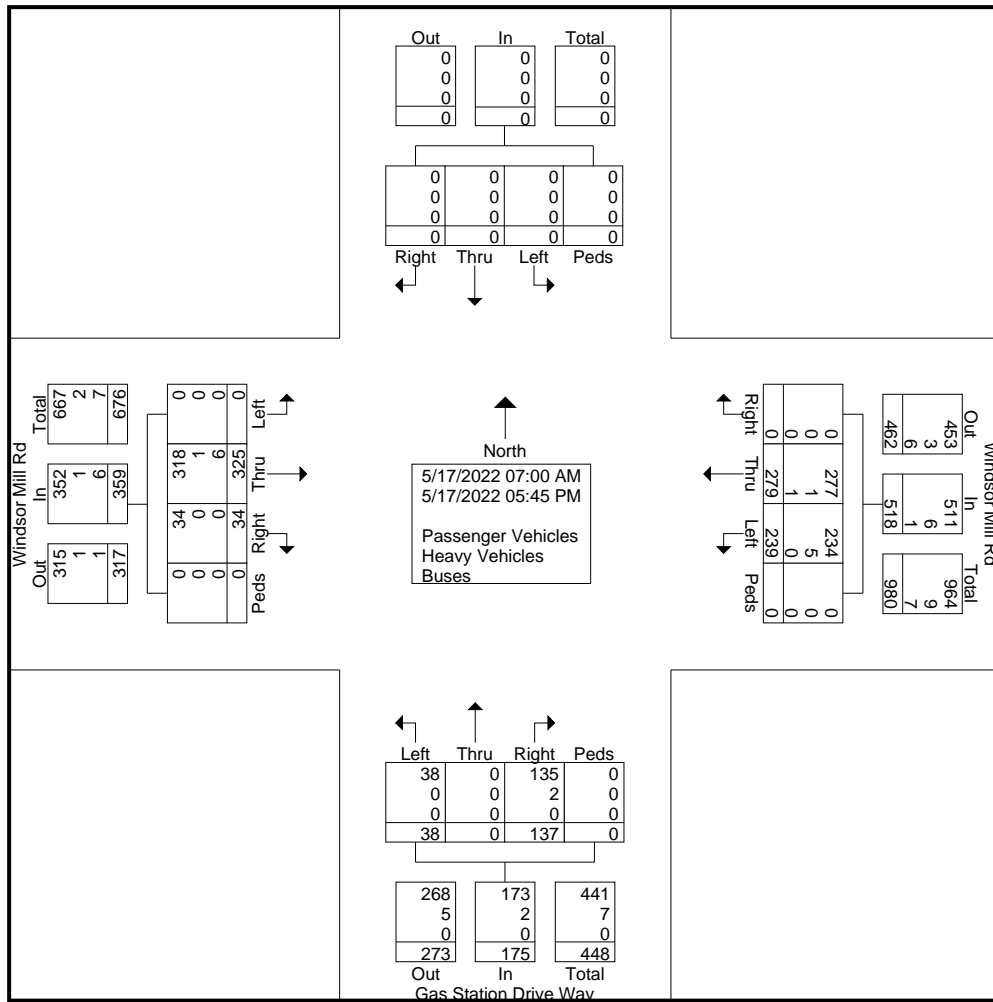 Out In Total
0 0 0
0 0 0
0 0 0
0 0 0
0 0 0 0
0 0 0 0
0 0 0 0
0 0 0 0
Right Thru Left Peds
Windsor Mill Rd
Total In Out
667 352 315
2 1 1
7 6 1
676 359 317
0 318 34 0
0 1 0 0
0 6 0 0
0 325 34 0
Left Thru Right Peds
North
5/17/2022 07:00 AM
5/17/2022 05:45 PM
Passenger Vehicles
Heavy Vehicles
Buses
Right Thru Left Peds
0 277 234 0
0 1 5 0
0 1 0 0
0 279 239 0
Windsor Mill Rd
Out In Total
453 511 964
3 6 9
6 1 7
462 518 980
Left Thru Right Peds
38 0 135 0
0 0 2 0
0 0 0 0
38 0 137 0
268 173 441
5 2 7
0 0 0
273 175 448
Out In Total
Gas Station Drive Way